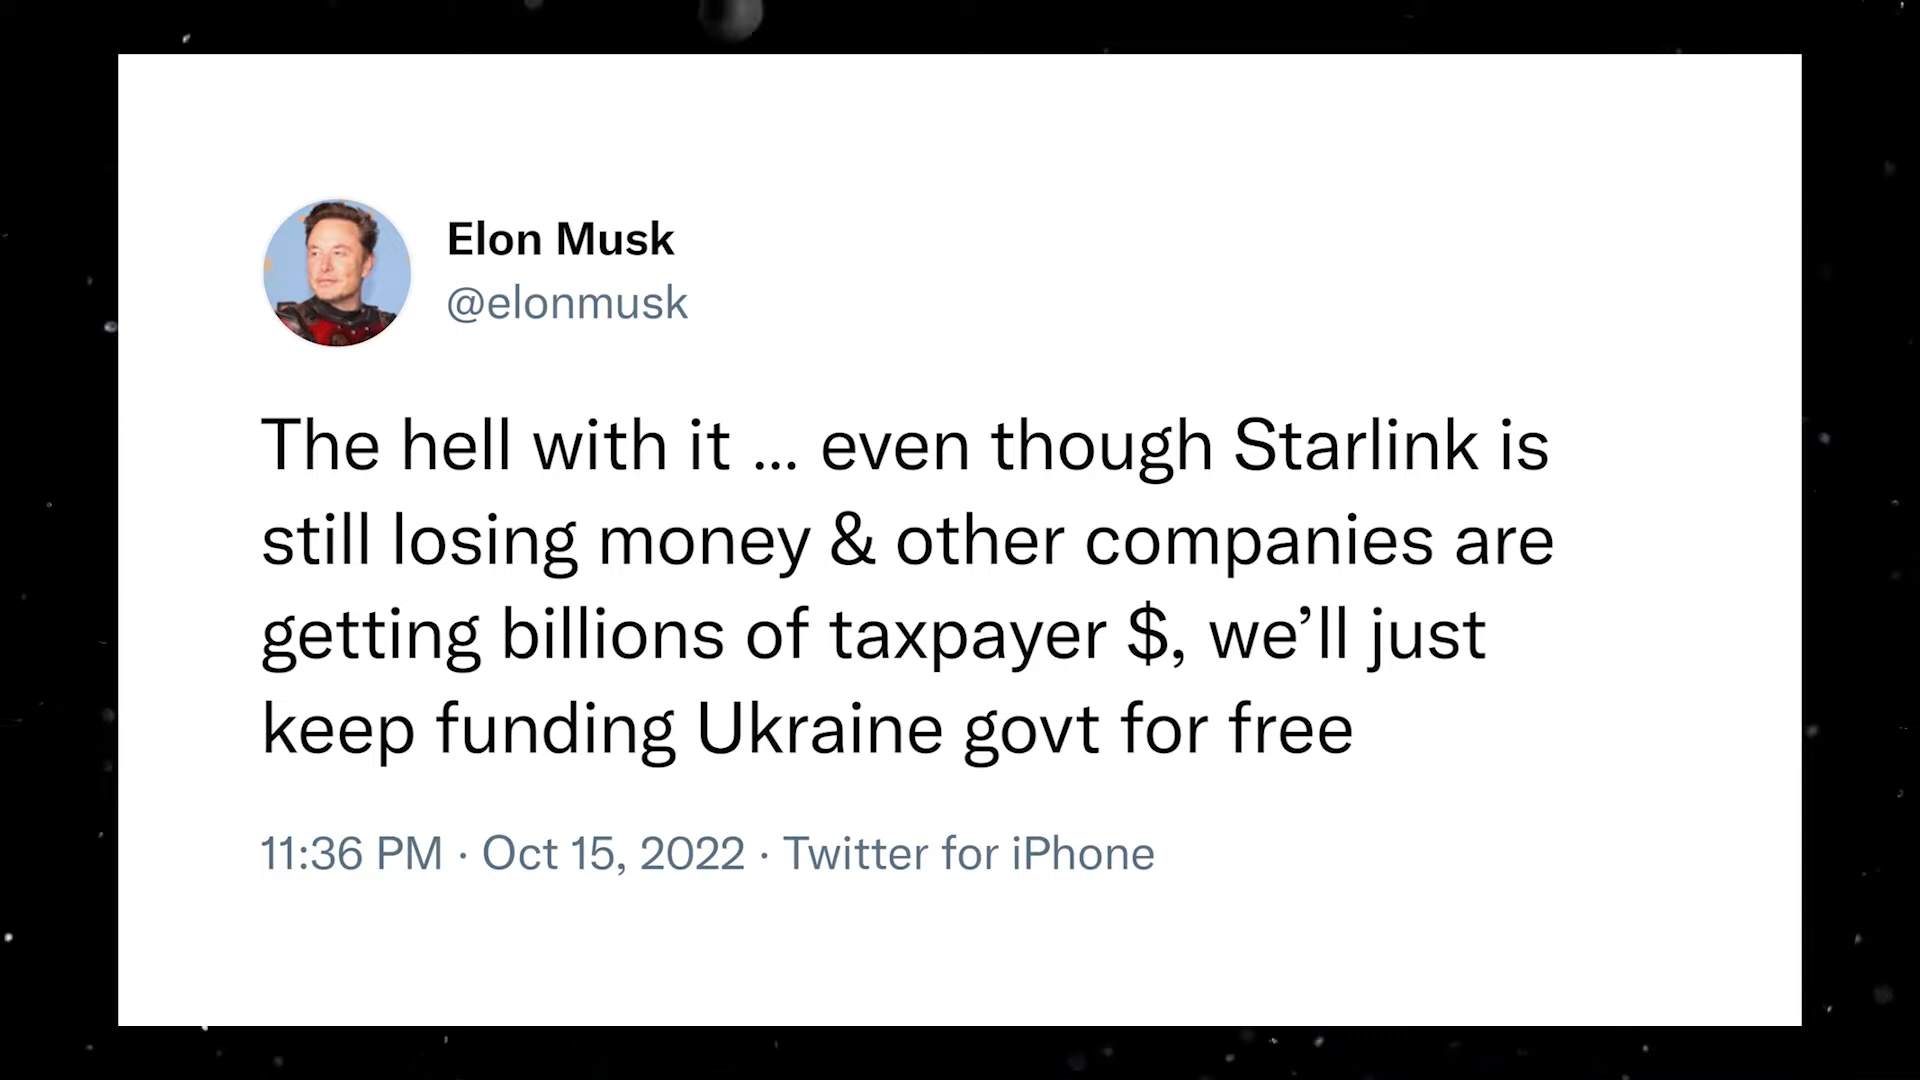 Elon Musk
@elonmusk
The hell with it … even though Starlink is
still losing money & other companies are
getting billions of taxpayer $, we’ll just
keep funding Ukraine govt for free
11:36 PM · Oct 15, 2022 · Twitter for iPhone